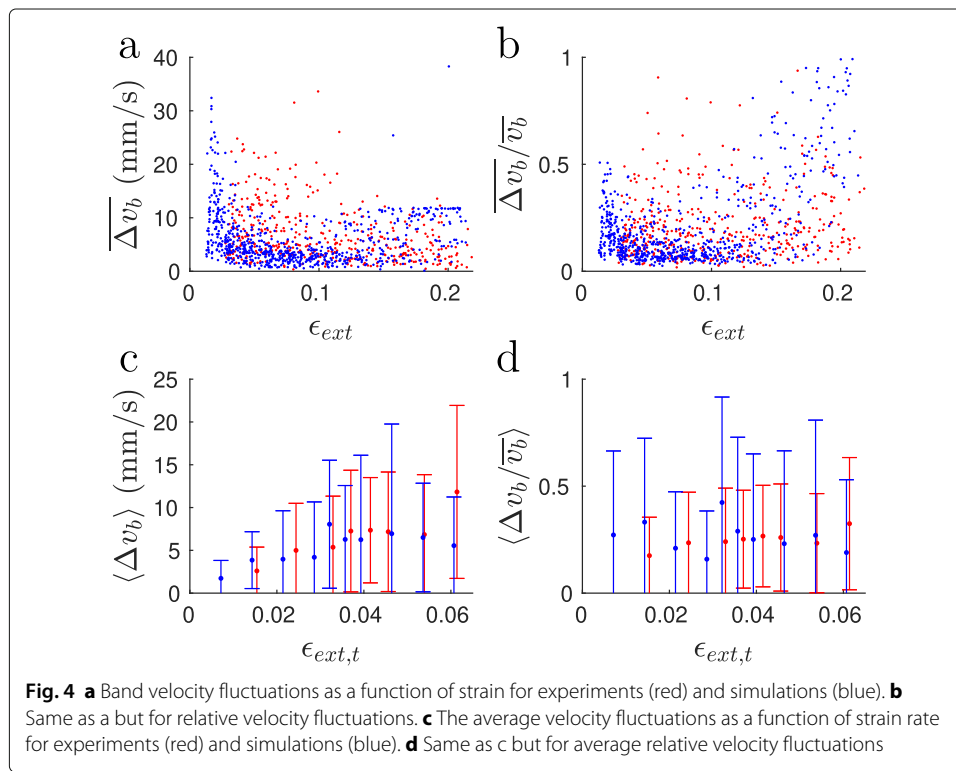 a
b
40
30
20
10
0
Δv_b (mm/s)
0
0.1
0.2
ϵ_ext
1
0.5
0
Δv_b/v_b
0
0.1
0.2
ϵ_ext
c
d
25
20
15
10
5
0
⟨Δv_b⟩ (mm/s)
0
0.02
0.04
0.06
ϵ_ext,t
1
0.5
0
⟨Δv_b/v̄_b⟩
0
0.02
0.04
0.06
ϵ_ext,t
Fig. 4 a Band velocity fluctuations as a function of strain for experiments (red) and simulations (blue). b
Same as a but for relative velocity fluctuations. c The average velocity fluctuations as a function of strain rate
for experiments (red) and simulations (blue). d Same as c but for average relative velocity fluctuations